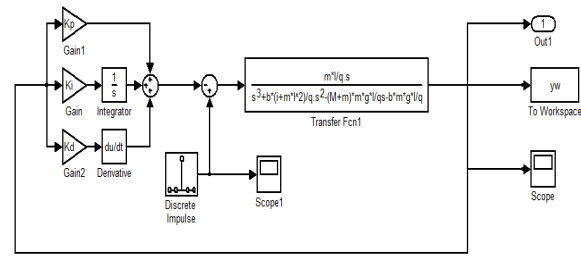 Kp
Gain1
Ki
Gain
1
s
Integrator
Kd
Gain2
du/dt
Derivative
+
+
+
-
+
Discrete
Impulse
Scope1
m*l/q.s
s^3+b*(i+m*l^2)/q.s^2-(M+m)*m*g*l/qs-b*m*g*l/q
Transfer Fcn1
1
Out1
yw
To Workspace
Scope